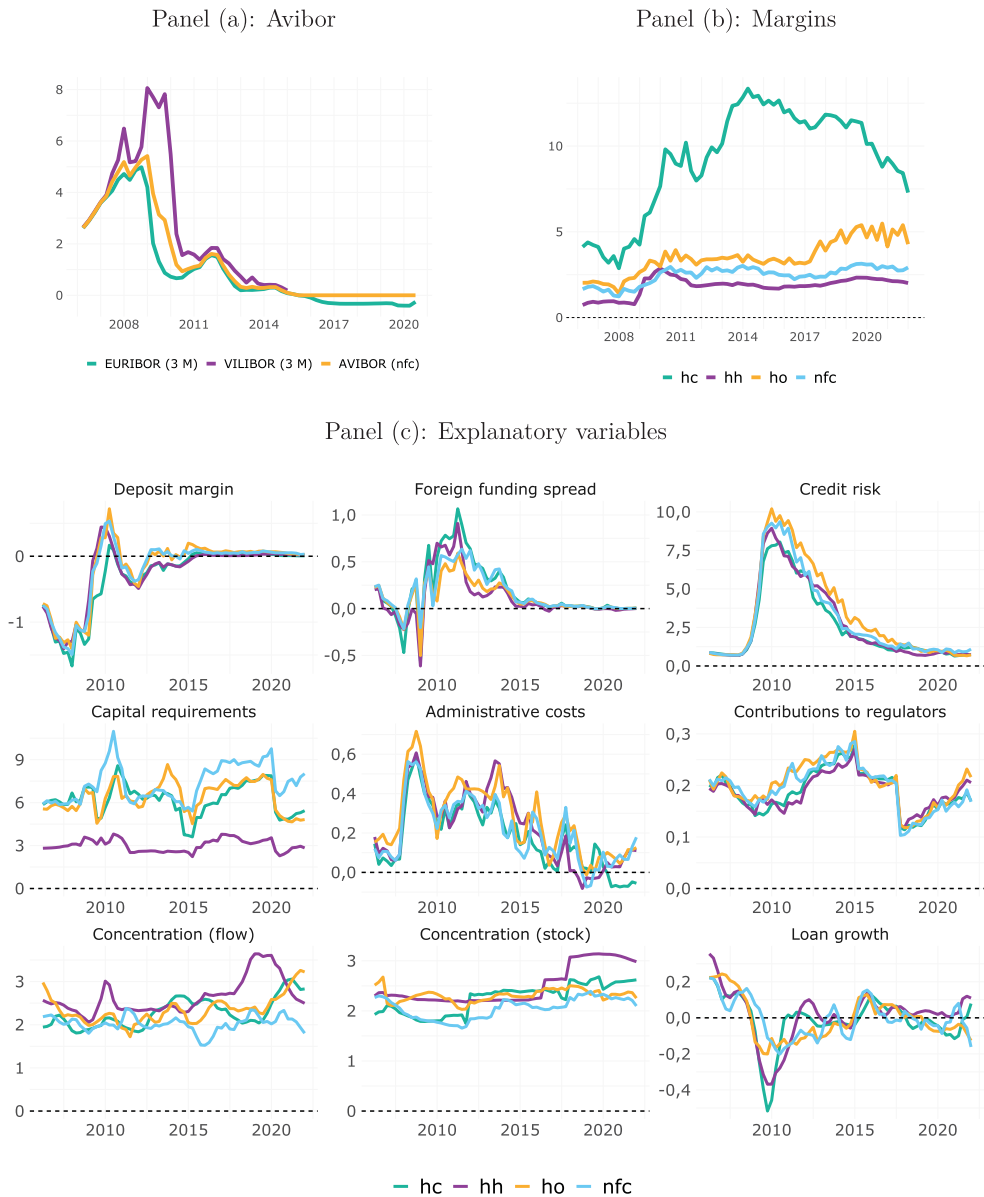 Panel (a): Avibor
Panel (b): Margins
8
6
4
2
0
2008 2011 2014 2017 2020
EURIBOR (3 M) VILIBOR (3 M) AVIBOR (nfc)
10
5
0
2008 2011 2014 2017 2020
hc hh ho nfc
Panel (c): Explanatory variables
Deposit margin
0
-1
2010 2015 2020
Foreign funding spread
1,0
0,5
0,0
-0,5
2010 2015 2020
Credit risk
10,0
7,5
5,0
2,5
0,0
2010 2015 2020
Capital requirements
9
6
3
0
2010 2015 2020
Administrative costs
0,6
0,4
0,2
0,0
2010 2015 2020
Contributions to regulators
0,3
0,2
0,1
0,0
2010 2015 2020
Concentration (flow)
3
2
1
0
2010 2015 2020
Concentration (stock)
3
2
1
0
2010 2015 2020
Loan growth
0,2
0,0
-0,2
-0,4
2010 2015 2020
hc hh ho nfc